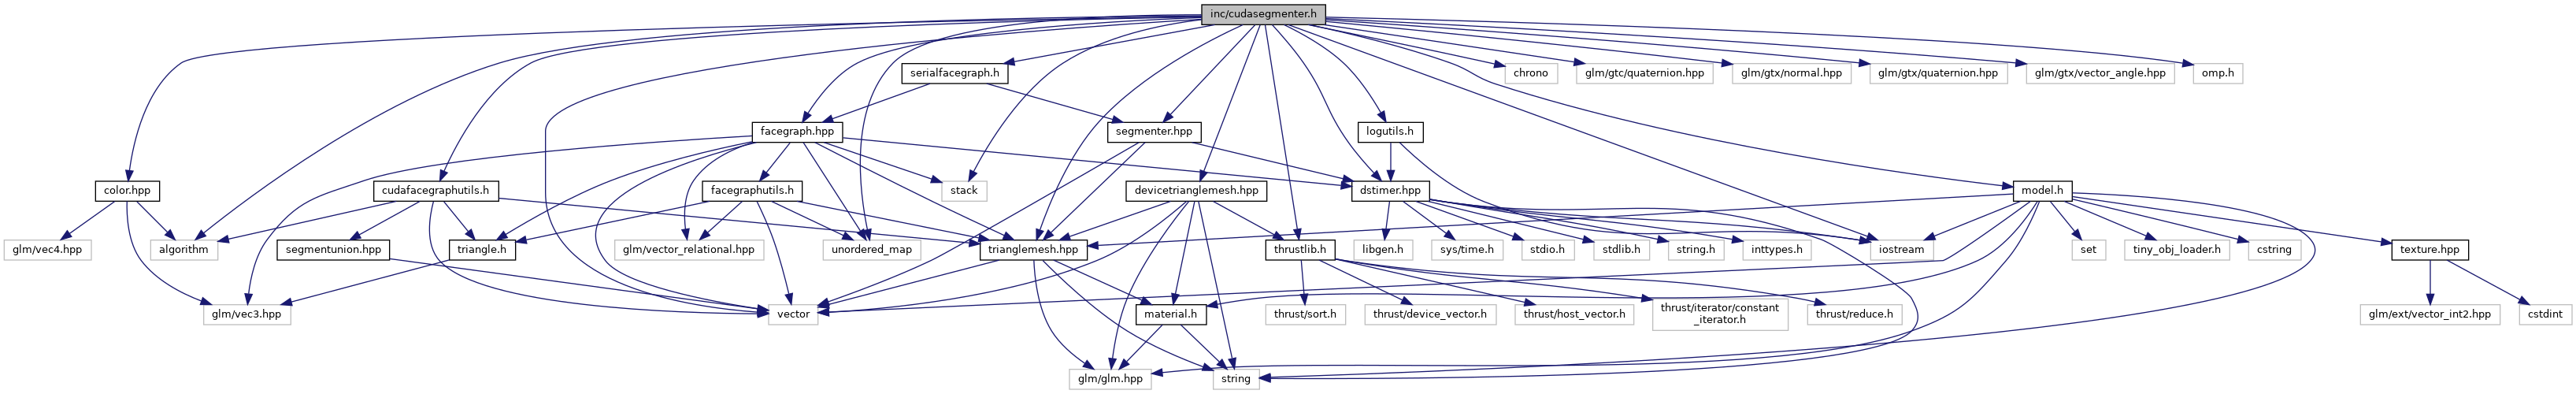 inc/cudasegmenter.h
serialfacegraph.h
chrono
glm/gtc/quaternion.hpp
glm/gtx/normal.hpp
glm/gtx/quaternion.hpp
glm/gtx/vector_angle.hpp
omp.h
facegraph.hpp
segmenter.hpp
logutils.h
color.hpp
cudafacegraphutils.h
facegraphutils.h
stack
devicetrianglemesh.hpp
dstimer.hpp
model.h
glm/vec4.hpp
algorithm
segmentunion.hpp
triangle.h
glm/vector_relational.hpp
unordered_map
trianglemesh.hpp
thrustlib.h
libgen.h
sys/time.h
stdio.h
stdlib.h
string.h
inttypes.h
iostream
set
tiny_obj_loader.h
cstring
texture.hpp
glm/vec3.hpp
vector
material.h
thrust/sort.h
thrust/device_vector.h
thrust/host_vector.h
thrust/iterator/constant
_iterator.h
thrust/reduce.h
glm/ext/vector_int2.hpp
cstdint
glm/glm.hpp
string